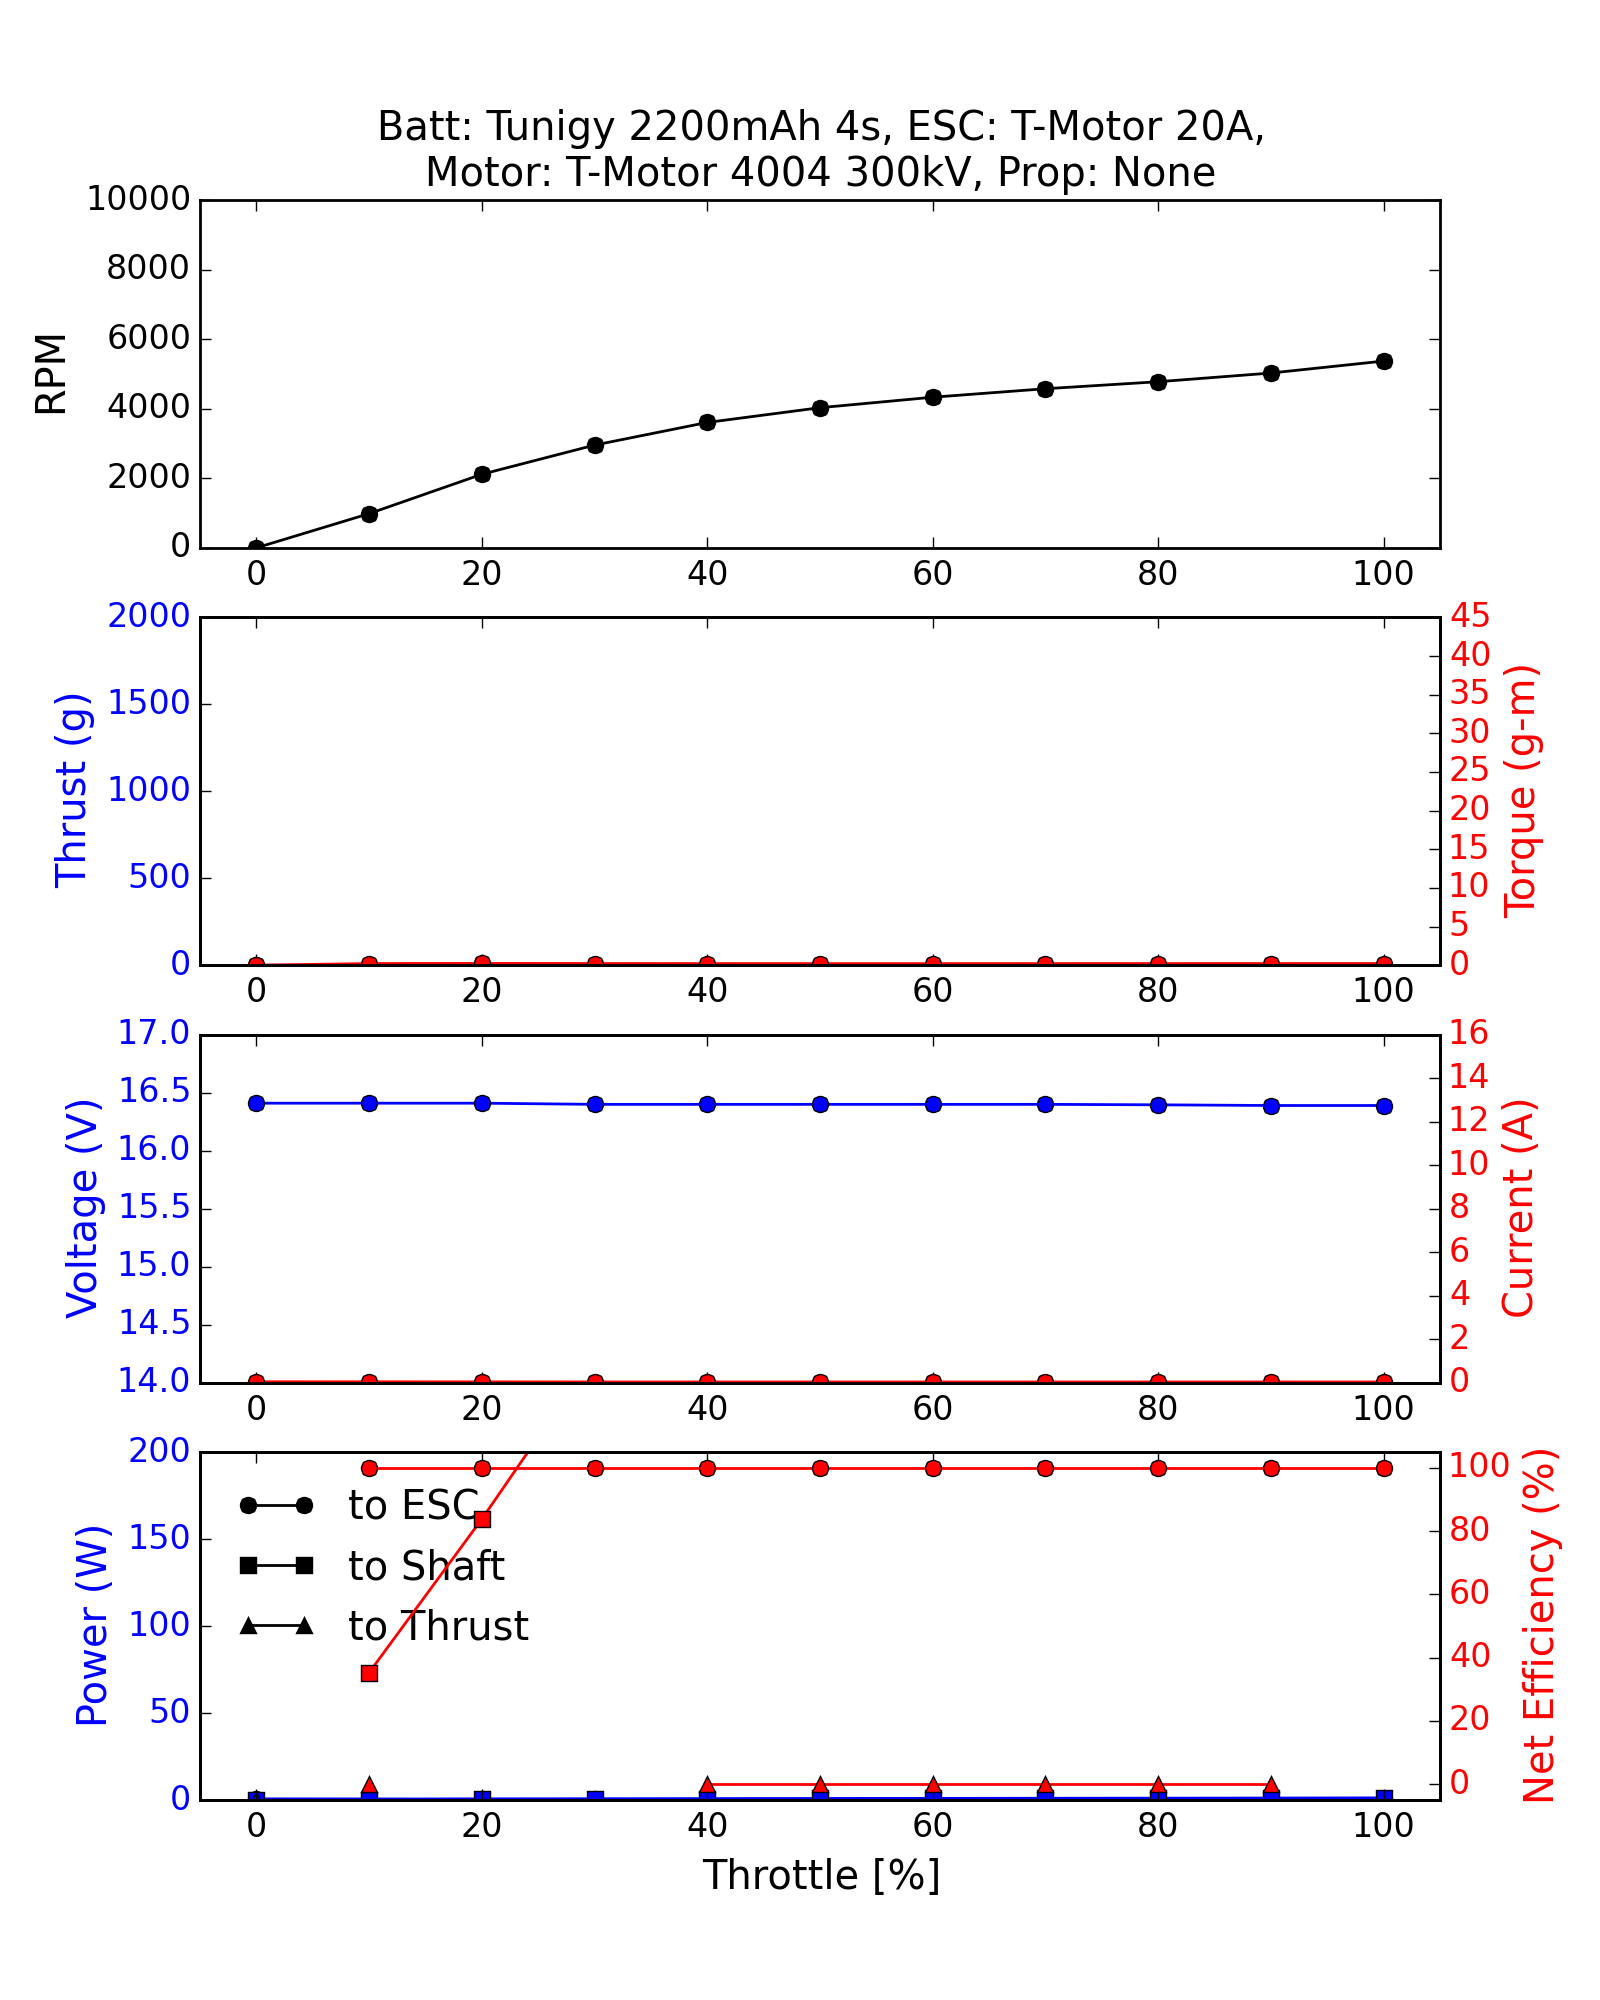 Batt: Tunigy 2200mAh 4s, ESC: T-Motor 20A,
Motor: T-Motor 4004 300kV, Prop: None
10000
8000
6000
4000
2000
0
RPM
0 20 40 60 80 100
2000
1500
1000
500
0
Thrust (g)
45
40
35
30
25
20
15
10
5
0
Torque (g-m)
0 20 40 60 80 100
17.0
16.5
16.0
15.5
15.0
14.5
14.0
Voltage (V)
16
14
12
10
8
6
4
2
0
Current (A)
0 20 40 60 80 100
200
150
100
50
0
Power (W)
to ESC
to Shaft
to Thrust
100
80
60
40
20
0
Net Efficiency (%)
0 20 40 60 80 100
Throttle [%]